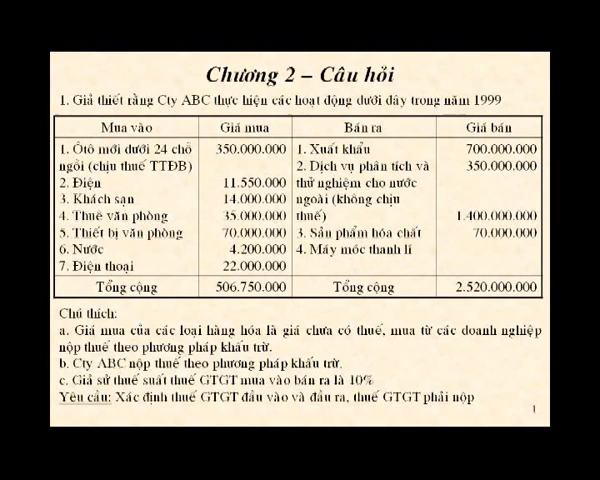 Chương 2 – Câu hỏi
1. Giả thiết rằng Cty ABC thực hiện các hoạt động dưới đây trong năm 1999
Mua vào Giá mua Bán ra Giá bán
1. Ôtô mới dưới 24 chỗ 350.000.000 1. Xuất khẩu 700.000.000
ngồi (chịu thuế TTĐB) 2. Dịch vụ phân tích và 350.000.000
2. Điện 11.550.000 thử nghiệm cho nước
3. Khách sạn 14.000.000 ngoài (không chịu
4. Thuê văn phòng 35.000.000 thuế) 1.400.000.000
5. Thiết bị văn phòng 70.000.000 3. Sản phẩm hóa chất 70.000.000
6. Nước 4.200.000 4. Máy móc thanh lí
7. Điện thoại 22.000.000
Tổng cộng 506.750.000 Tổng cộng 2.520.000.000
Chú thích:
a. Giá mua của các loại hàng hóa là giá chưa có thuế, mua từ các doanh nghiệp
nộp thuế theo phương pháp khấu trừ.
b. Cty ABC nộp thuế theo phương pháp khấu trừ.
c. Giả sử thuế suất thuế GTGT mua vào bán ra là 10%
Yêu cầu: Xác định thuế GTGT đầu vào và đầu ra, thuế GTGT phải nộp
1